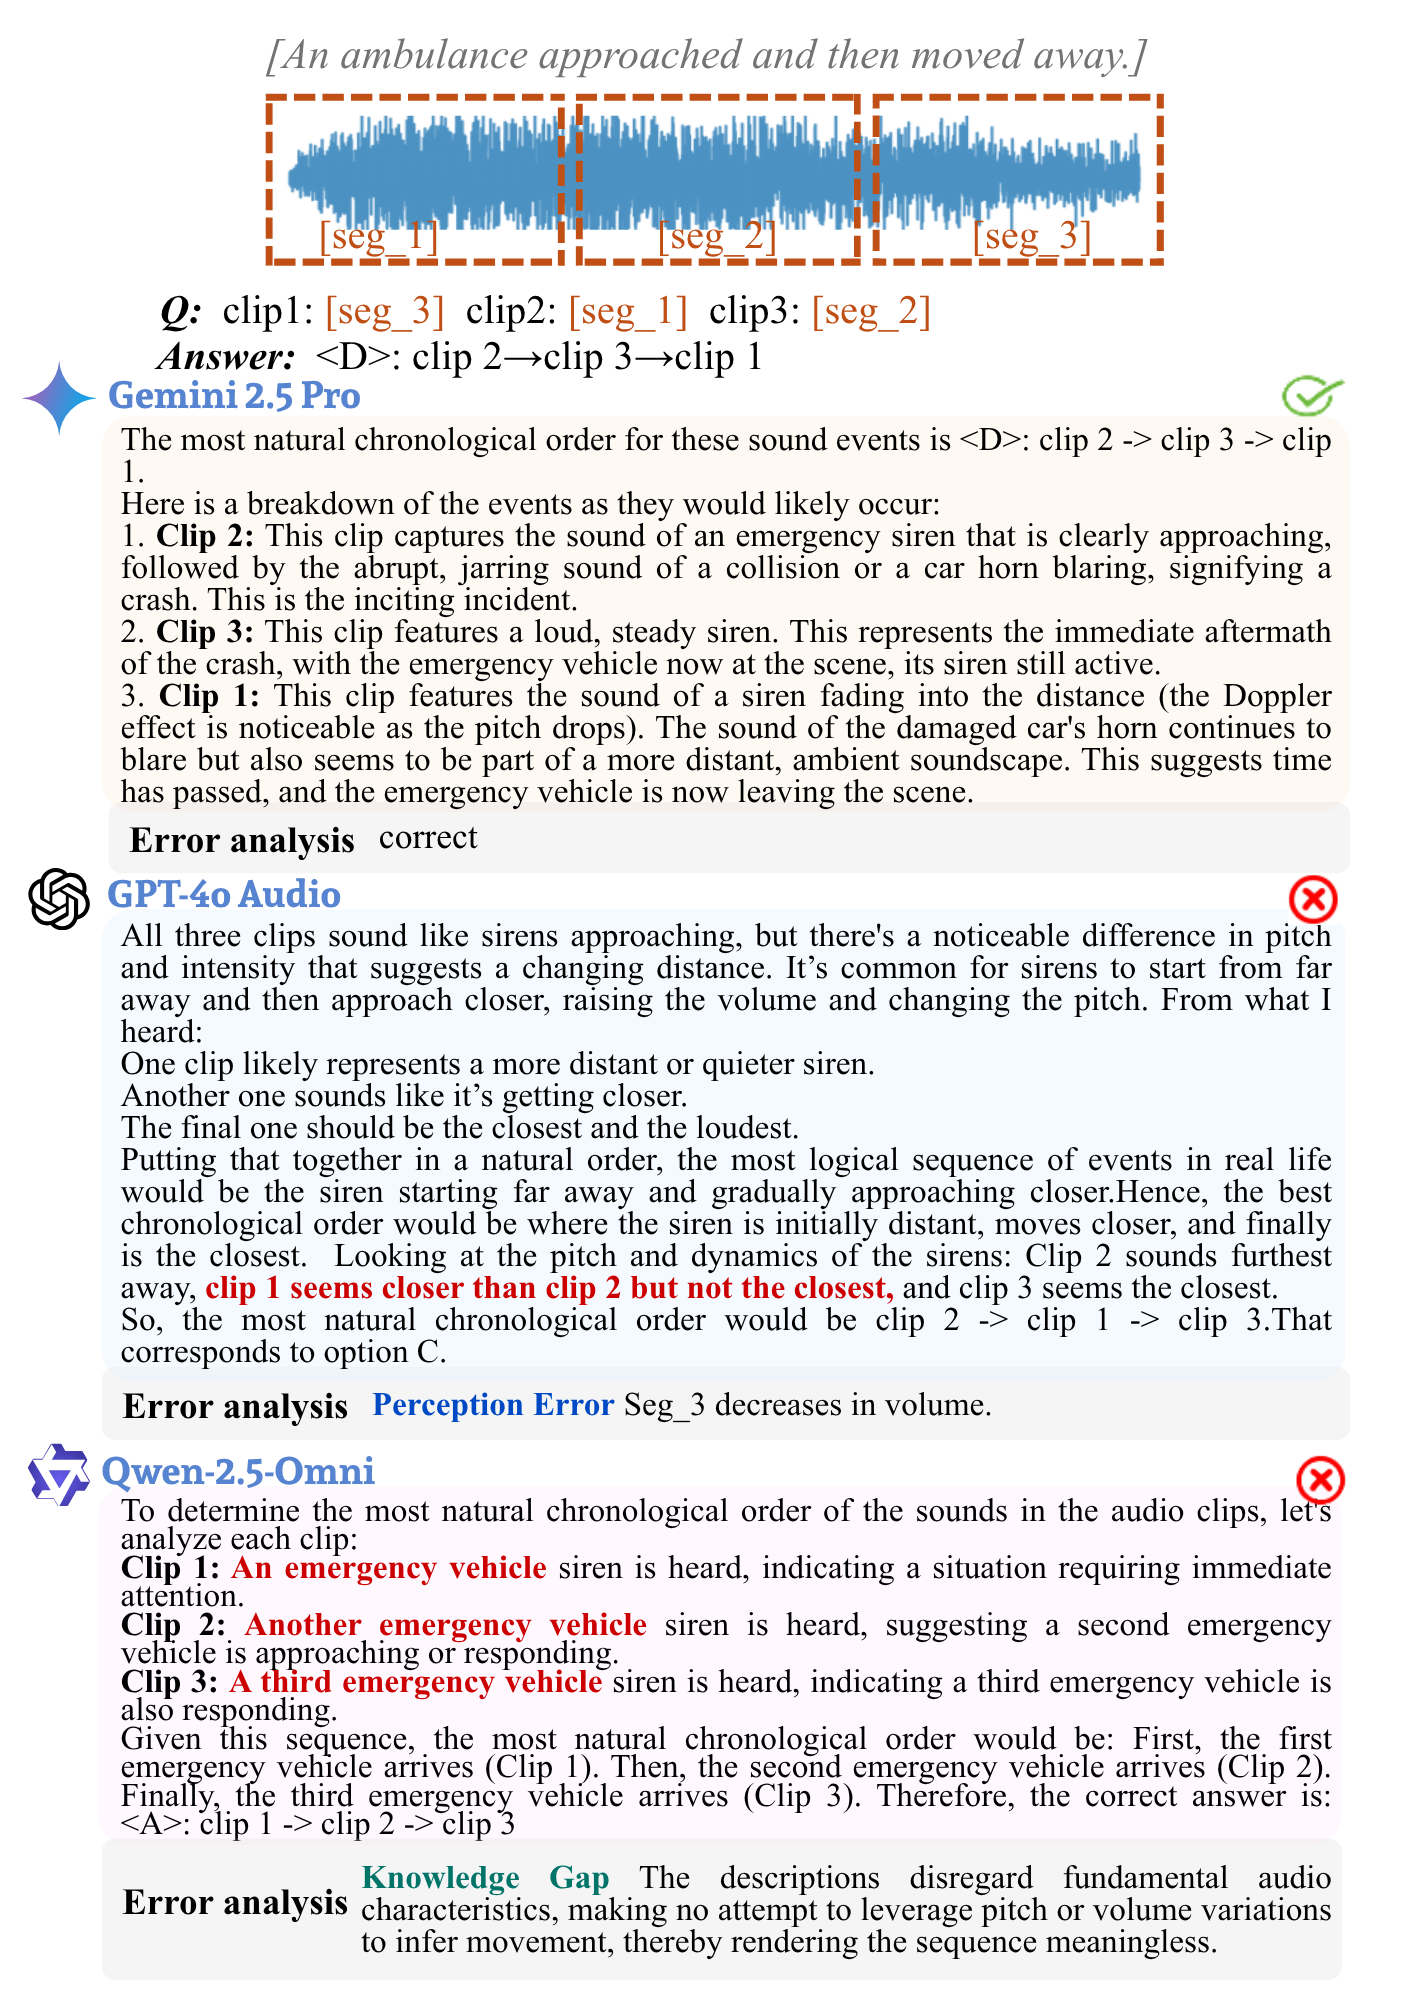 [An ambulance approached and then moved away.]
[seg_1] [seg_2] [seg_3]
Q: clip1: [seg_3] clip2: [seg_1] clip3: [seg_2]
Answer: <D>: clip 2→clip 3→clip 1
Gemini 2.5 Pro
The most natural chronological order for these sound events is <D>: clip 2 -> clip 3 -> clip
1.
Here is a breakdown of the events as they would likely occur:
1. Clip 2: This clip captures the sound of an emergency siren that is clearly approaching,
followed by the abrupt, jarring sound of a collision or a car horn blaring, signifying a
crash. This is the inciting incident.
2. Clip 3: This clip features a loud, steady siren. This represents the immediate aftermath
of the crash, with the emergency vehicle now at the scene, its siren still active.
3. Clip 1: This clip features the sound of a siren fading into the distance (the Doppler
effect is noticeable as the pitch drops). The sound of the damaged car's horn continues to
blare but also seems to be part of a more distant, ambient soundscape. This suggests time
has passed, and the emergency vehicle is now leaving the scene.
Error analysis correct
GPT-4o Audio
All three clips sound like sirens approaching, but there's a noticeable difference in pitch
and intensity that suggests a changing distance. It’s common for sirens to start from far
away and then approach closer, raising the volume and changing the pitch. From what I
heard:
One clip likely represents a more distant or quieter siren.
Another one sounds like it’s getting closer.
The final one should be the closest and the loudest.
Putting that together in a natural order, the most logical sequence of events in real life
would be the siren starting far away and gradually approaching closer.Hence, the best
chronological order would be where the siren is initially distant, moves closer, and finally
is the closest. Looking at the pitch and dynamics of the sirens: Clip 2 sounds furthest
away, clip 1 seems closer than clip 2 but not the closest, and clip 3 seems the closest.
So, the most natural chronological order would be clip 2 -> clip 1 -> clip 3.That
corresponds to option C.
Error analysis Perception Error Seg_3 decreases in volume.
Qwen-2.5-Omni
To determine the most natural chronological order of the sounds in the audio clips, let's
analyze each clip:
Clip 1: An emergency vehicle siren is heard, indicating a situation requiring immediate
attention.
Clip 2: Another emergency vehicle siren is heard, suggesting a second emergency
vehicle is approaching or responding.
Clip 3: A third emergency vehicle siren is heard, indicating a third emergency vehicle is
also responding.
Given this sequence, the most natural chronological order would be: First, the first
emergency vehicle arrives (Clip 1). Then, the second emergency vehicle arrives (Clip 2).
Finally, the third emergency vehicle arrives (Clip 3). Therefore, the correct answer is:
<A>: clip 1 -> clip 2 -> clip 3
Error analysis Knowledge Gap The descriptions disregard fundamental audio
characteristics, making no attempt to leverage pitch or volume variations
to infer movement, thereby rendering the sequence meaningless.